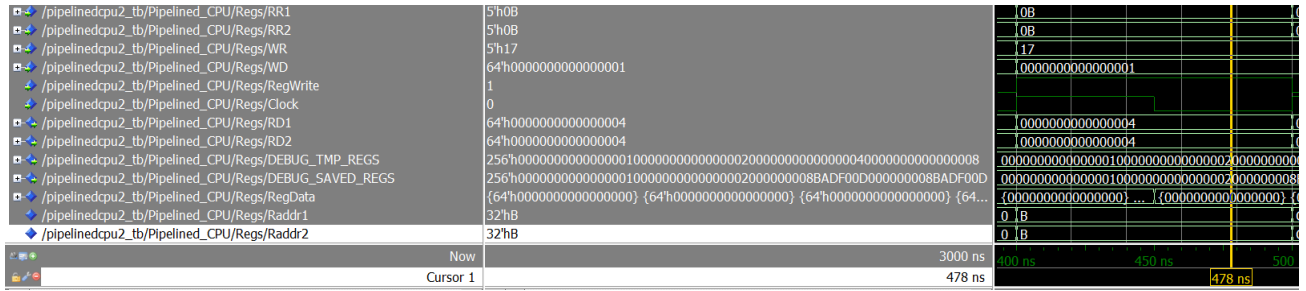 /pipelinedcpu2_tb/Pipelined_CPU/Regs/RR1 5'h0B 0B
/pipelinedcpu2_tb/Pipelined_CPU/Regs/RR2 5'h0B 0B
/pipelinedcpu2_tb/Pipelined_CPU/Regs/WR 5'h17 17
/pipelinedcpu2_tb/Pipelined_CPU/Regs/WD 64'h0000000000000001 0000000000000001
/pipelinedcpu2_tb/Pipelined_CPU/Regs/RegWrite 1
/pipelinedcpu2_tb/Pipelined_CPU/Regs/Clock 0
/pipelinedcpu2_tb/Pipelined_CPU/Regs/RD1 64'h0000000000000004 0000000000000004
/pipelinedcpu2_tb/Pipelined_CPU/Regs/RD2 64'h0000000000000004 0000000000000004
/pipelinedcpu2_tb/Pipelined_CPU/Regs/DEBUG_TMP_REGS 256'h0000000000000001000000000000000200000000000000040000000000000008 00000000000000010000000000000002000000000
/pipelinedcpu2_tb/Pipelined_CPU/Regs/DEBUG_SAVED_REGS 256'h00000000000000010000000000000002000000008BADF00D000000008BADF00D 00000000000000010000000000000002000000008
/pipelinedcpu2_tb/Pipelined_CPU/Regs/RegData {64'h0000000000000000} {64'h0000000000000000} {64'h0000000000000000} {64... {0000000000000000} ... {0000000000000000} {
/pipelinedcpu2_tb/Pipelined_CPU/Regs/Raddr1 32'hB 0 B
/pipelinedcpu2_tb/Pipelined_CPU/Regs/Raddr2 32'hB 0 B
Now 3000 ns 400 ns 450 ns 500
Cursor 1 478 ns 478 ns